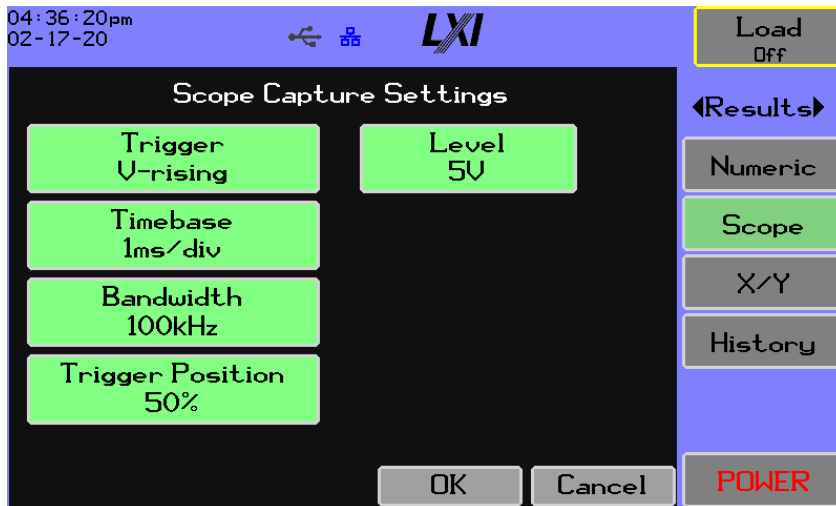 04:36:20pm
02-17-20
LXI
Load
Off
Scope Capture Settings
◀Results▶
Trigger
V-rising
Level
5V
Numeric
Timebase
1ms/div
Scope
Bandwidth
100kHz
X/Y
History
Trigger Position
50%
OK
Cancel
POWER